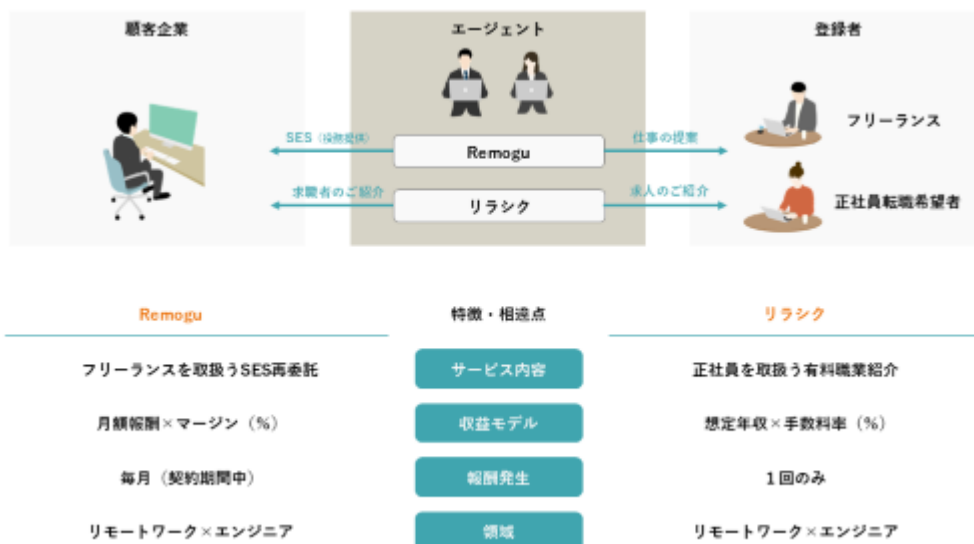 顧客企業
エージェント
登録者
フリーランス
SES（役務提供）
Remogu
仕事の提案
求職者のご紹介
リラシク
求人のご紹介
正社員転職希望者
Remogu
特徴・相違点
リラシク
フリーランスを取扱うSES再委託
サービス内容
正社員を取扱う有料職業紹介
月額報酬×マージン（%）
収益モデル
想定年収×手数料率（%）
毎月（契約期間中）
報酬発生
1回のみ
リモートワーク×エンジニア
領域
リモートワーク×エンジニア